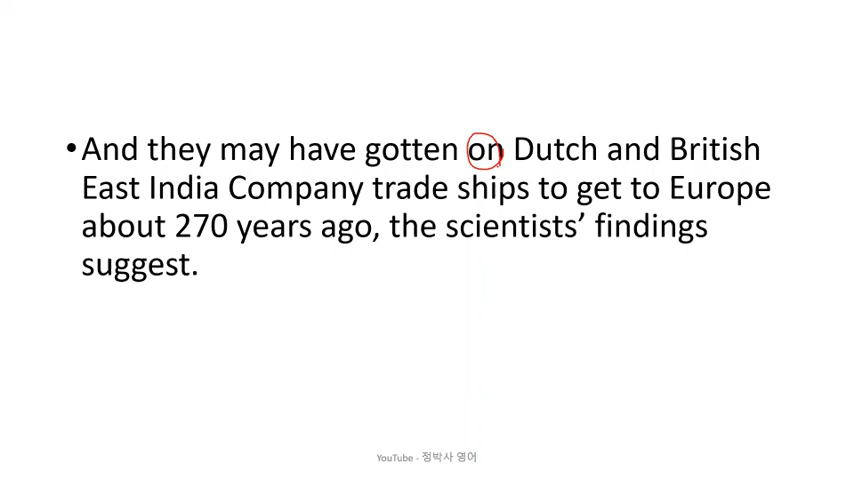 •And they may have gotten on Dutch and British
East India Company trade ships to get to Europe
about 270 years ago, the scientists’ findings
suggest.
YouTube - 정박사 영어